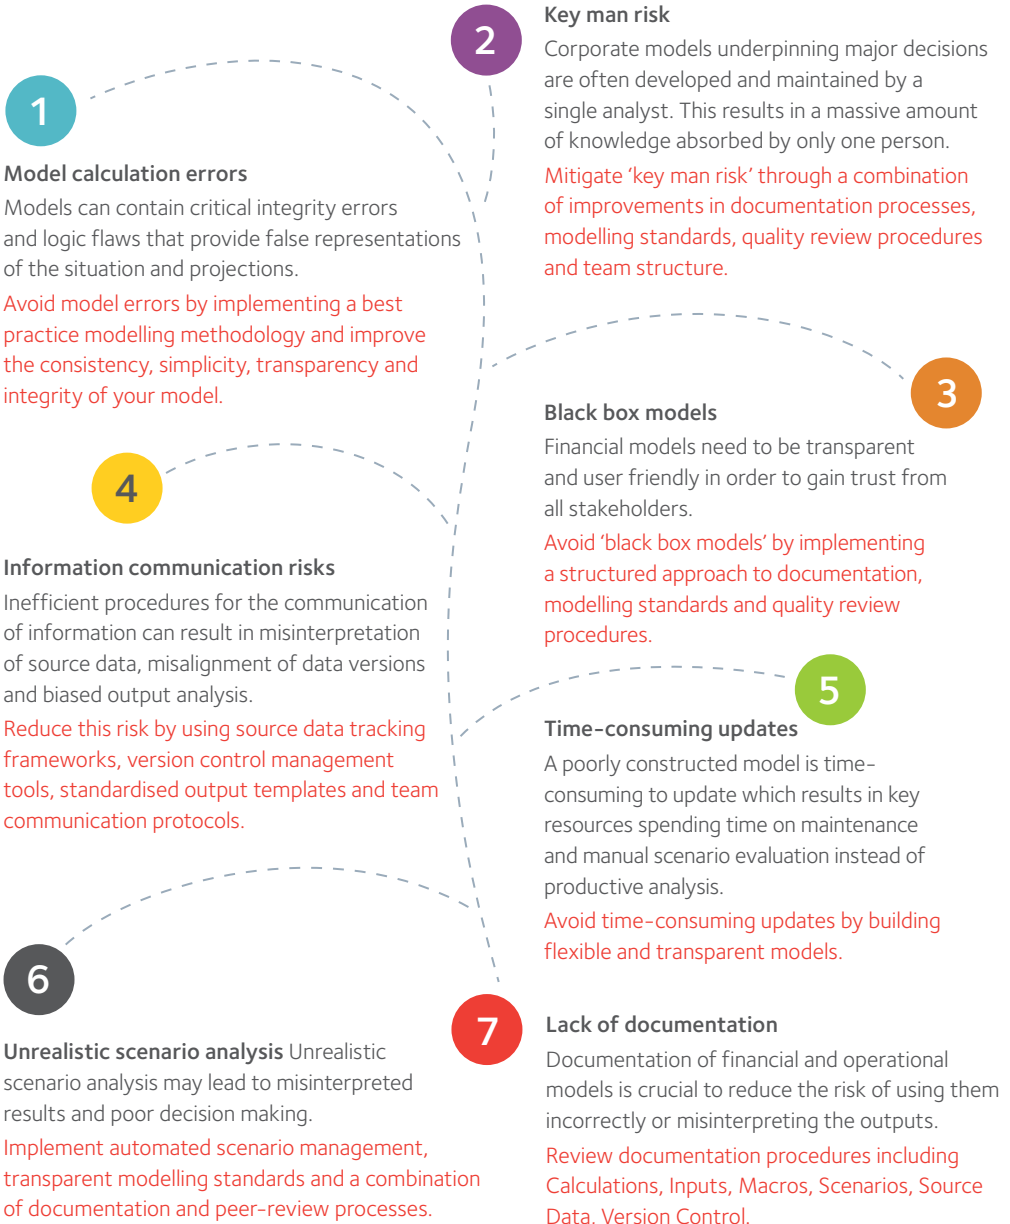 1
Model calculation errors
Models can contain critical integrity errors
and logic flaws that provide false representations
of the situation and projections.
Avoid model errors by implementing a best
practice modelling methodology and improve
the consistency, simplicity, transparency and
integrity of your model.
2
Key man risk
Corporate models underpinning major decisions
are often developed and maintained by a
single analyst. This results in a massive amount
of knowledge absorbed by only one person.
Mitigate ‘key man risk’ through a combination
of improvements in documentation processes,
modelling standards, quality review procedures
and team structure.
3
Black box models
Financial models need to be transparent
and user friendly in order to gain trust from
all stakeholders.
Avoid ‘black box models’ by implementing
a structured approach to documentation,
modelling standards and quality review
procedures.
4
Information communication risks
Inefficient procedures for the communication
of information can result in misinterpretation
of source data, misalignment of data versions
and biased output analysis.
Reduce this risk by using source data tracking
frameworks, version control management
tools, standardised output templates and team
communication protocols.
5
Time-consuming updates
A poorly constructed model is time-
consuming to update which results in key
resources spending time on maintenance
and manual scenario evaluation instead of
productive analysis.
Avoid time-consuming updates by building
flexible and transparent models.
6
Unrealistic scenario analysis Unrealistic
scenario analysis may lead to misinterpreted
results and poor decision making.
Implement automated scenario management,
transparent modelling standards and a combination
of documentation and peer-review processes.
7
Lack of documentation
Documentation of financial and operational
models is crucial to reduce the risk of using them
incorrectly or misinterpreting the outputs.
Review documentation procedures including
Calculations, Inputs, Macros, Scenarios, Source
Data, Version Control.